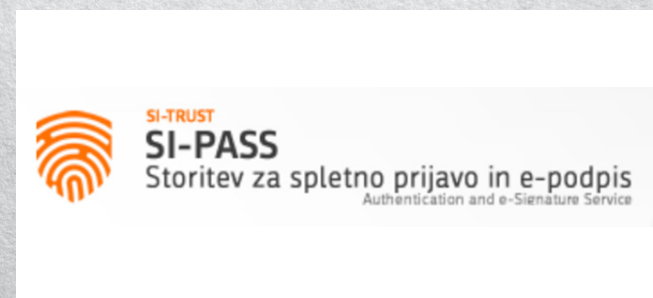 SI-TRUST
SI-PASS
Storitev za spletno prijavo in e-podpis
Authentication and e-Signature Service